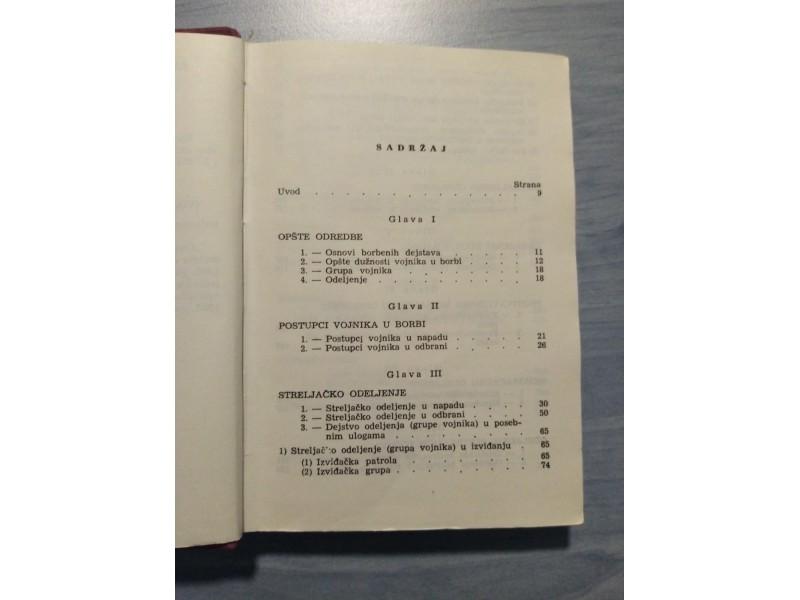 SADRŽAJ
Strana
Uvod . . . . . . . . . . . . . . 9
Glava I
OPŠTE ODREDBE
1. — Osnovi borbenih dejstava . . . . . 11
2. — Opšte dužnosti vojnika u borbi . . . . 12
3. — Grupa vojnika . . . . . . . 18
4. — Odeljenje . . . . . . . . 18
Glava II
POSTUPCI VOJNIKA U BORBI
1. — Postupci vojnika u napadu . . . . 21
2. — Postupci vojnika u odbrani . . . . 26
Glava III
STRELJAČKO ODELJENJE
1. — Streljačko odeljenje u napadu . . . . 30
2. — Streljačko odeljenje u odbrani . . . . 50
3. — Dejstvo odeljenja (grupe vojnika) u poseb-
nim ulogama . . . . . . . . 65
1) Streljačko odeljenje (grupa vojnika) u izviđanju . 65
(1) Izviđačka patrola . . . . . . . 65
(2) Izviđačka grupa . . . . . . . . 74